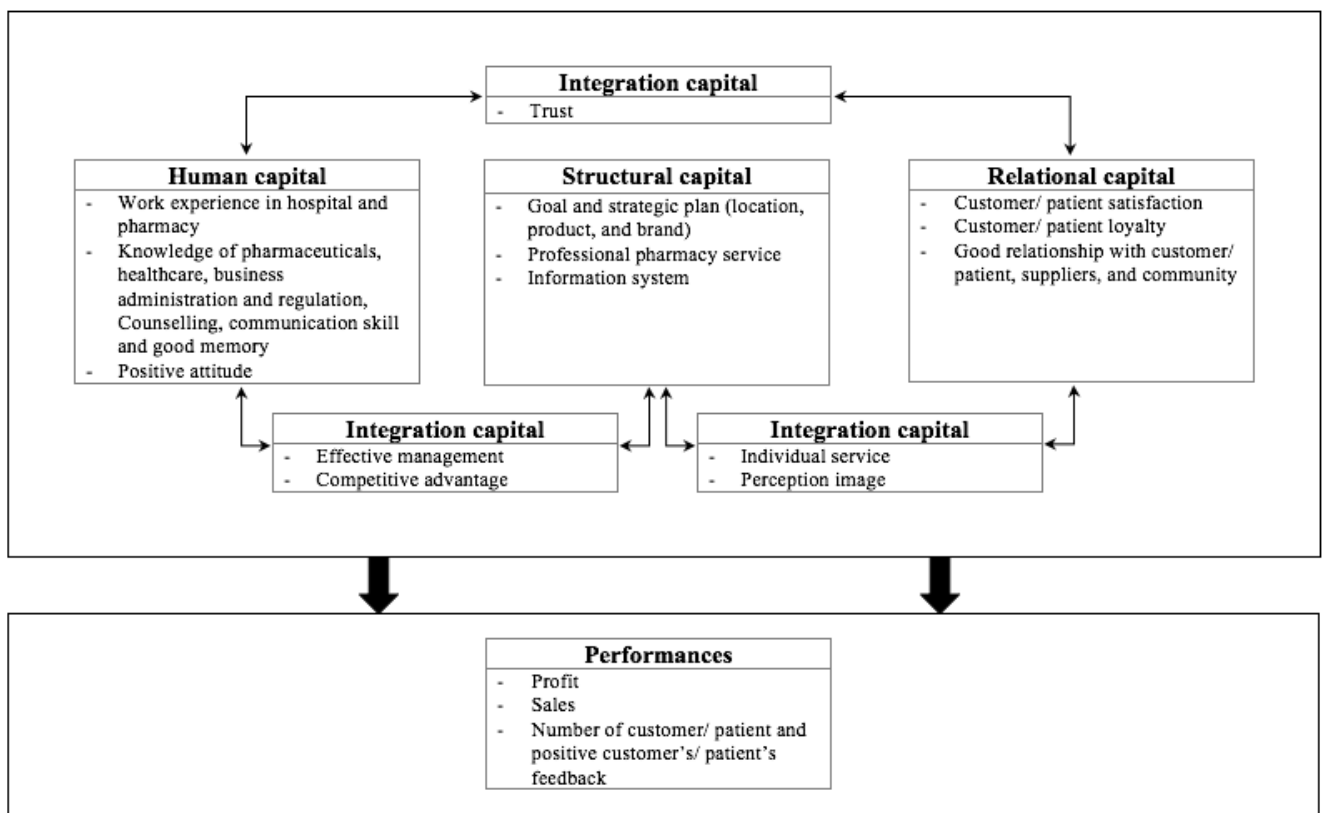 Integration capital
- Trust
Human capital
- Work experience in hospital and
pharmacy
- Knowledge of pharmaceuticals,
healthcare, business
administration and regulation,
Counselling, communication skill
and good memory
- Positive attitude
Structural capital
- Goal and strategic plan (location,
product, and brand)
- Professional pharmacy service
- Information system
Relational capital
- Customer/ patient satisfaction
- Customer/ patient loyalty
- Good relationship with customer/
patient, suppliers, and community
Integration capital
- Effective management
- Competitive advantage
Integration capital
- Individual service
- Perception image
Performances
- Profit
- Sales
- Number of customer/ patient and
positive customer's/ patient's
feedback